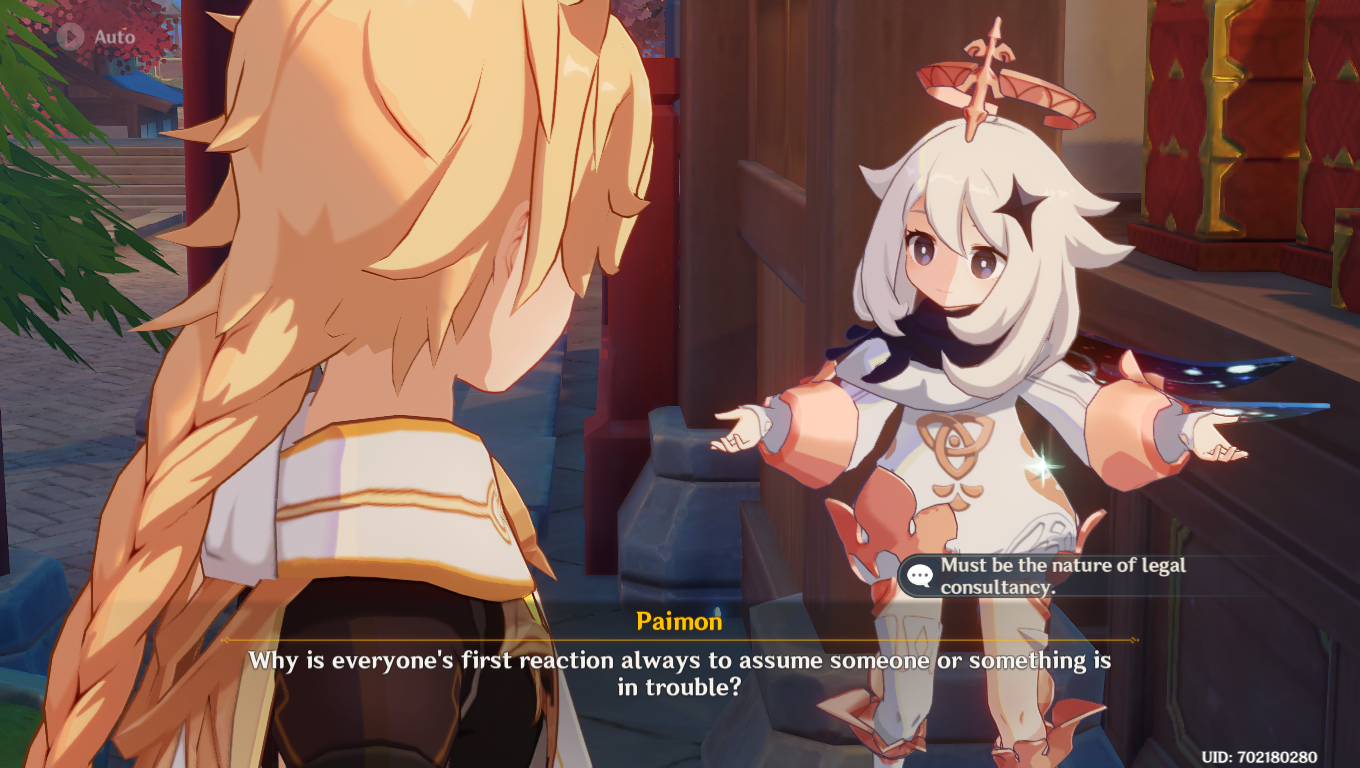 Auto
Must be the nature of legal
consultancy.
Paimon
Why is everyone's first reaction always to assume someone or something is
in trouble?
UID: 702180280